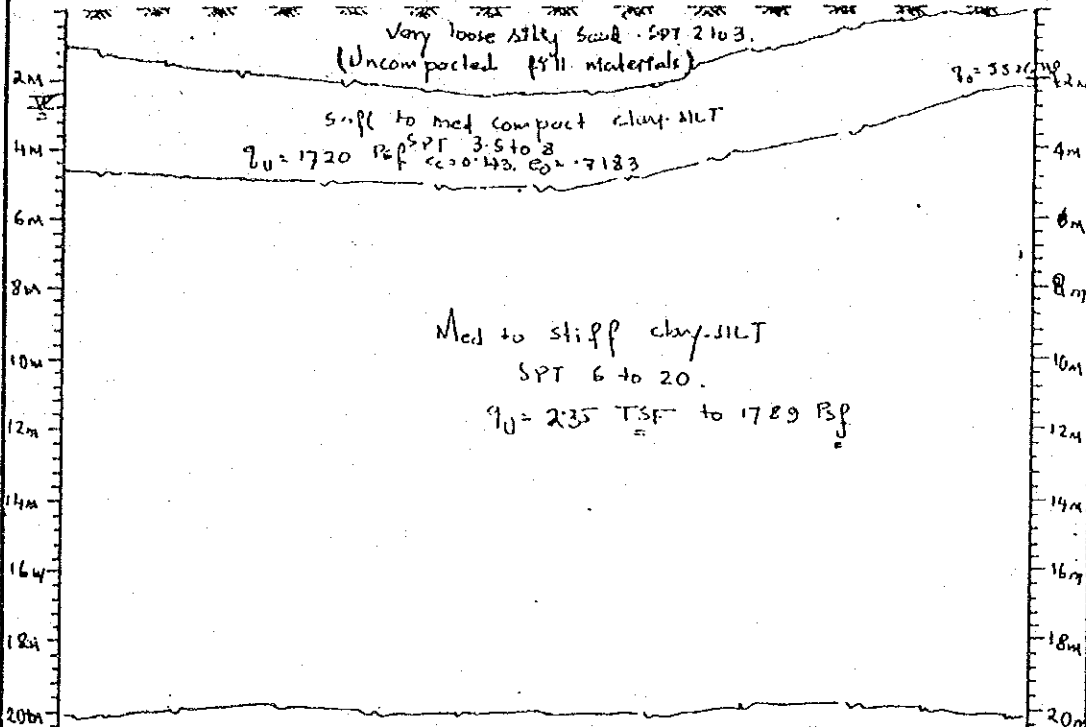 Very loose silty Sand. SPT 2 to 3.
(Uncompacted fill materials)
Soft to med compact clay-SILT
SPT 3.5 to 8
qu = 1720 Psf cc=0.43, eo= .7183
Med to stiff clay-SILT
SPT 6 to 20.
qu = 2.35 TSF to 1789 Psf
2M
4M
6M
8M
10M
12m
14M
16M
18M
20M
2M
4M
6M
8m
10M
12M
14M
16m
18M
20M